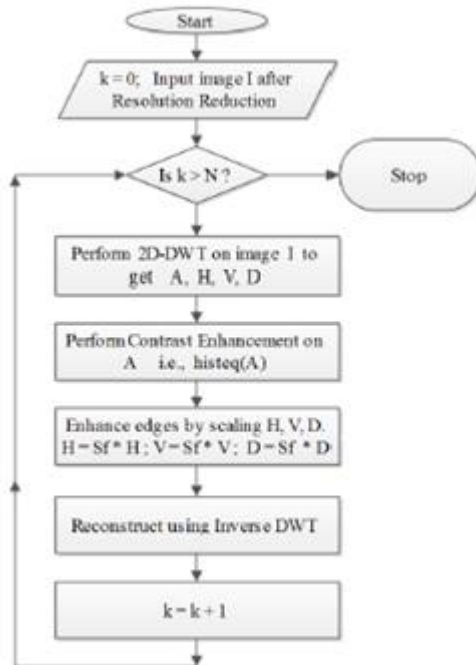 Start
k = 0; Input image I after
Resolution Reduction
Is k > N ?
Stop
Perform 2D-DWT on image I to
get A, H, V, D
Perform Contrast Enhancement on
A i.e., histeq(A)
Enhance edges by scaling H, V, D.
H = Sf * H ; V = Sf * V ; D = Sf * D
Reconstruct using Inverse DWT
k = k + 1